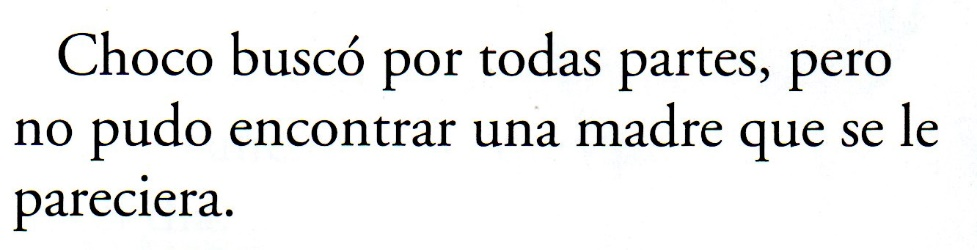 Choco buscó por todas partes, pero
no pudo encontrar una madre que se le
pareciera.